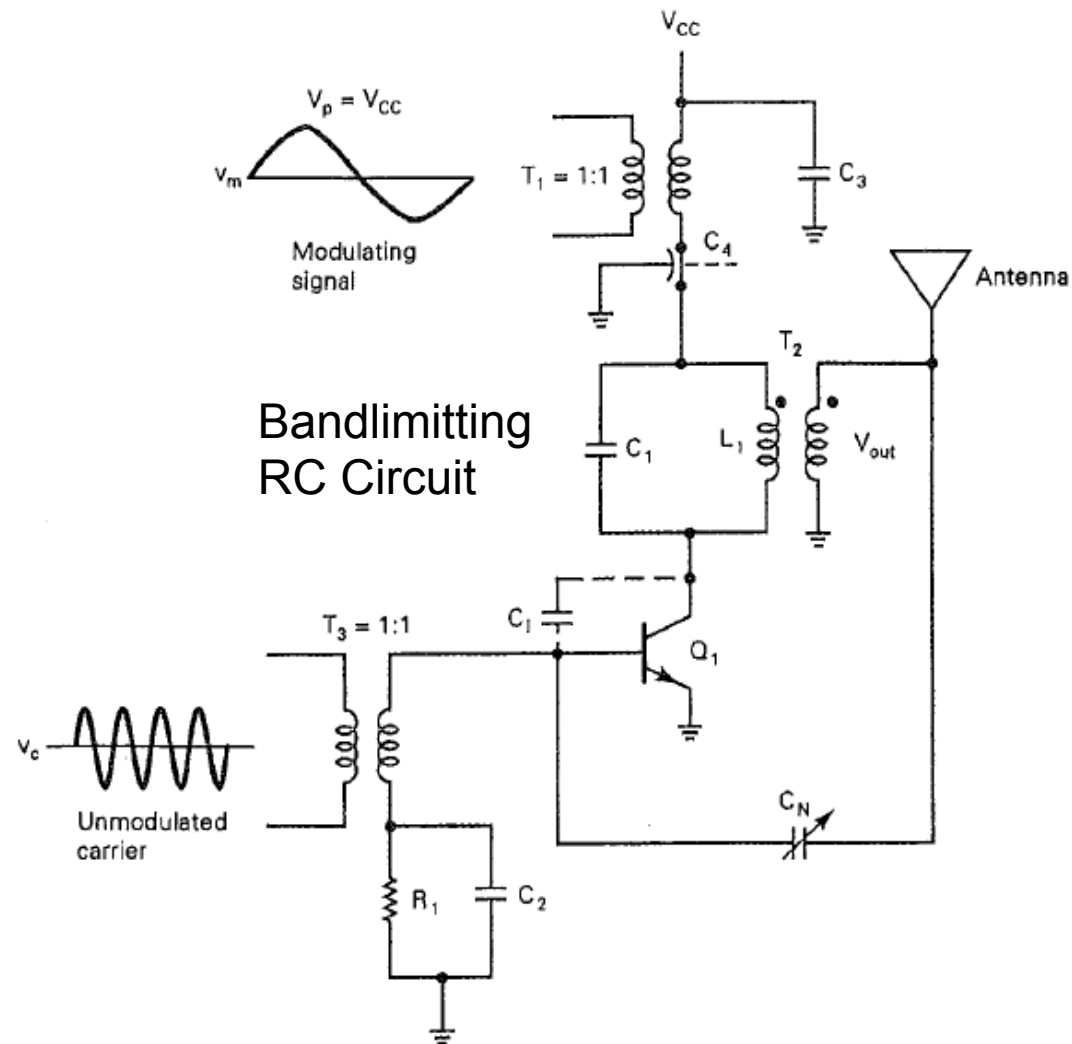 V_CC
V_p = V_CC
v_m
Modulating
signal
T_1 = 1:1
C_3
C_4
Antenna
T_2
Bandlimitting
RC Circuit
C_1
L_1
V_out
C_i
T_3 = 1:1
Q_1
v_c
Unmodulated
carrier
C_N
R_1
C_2